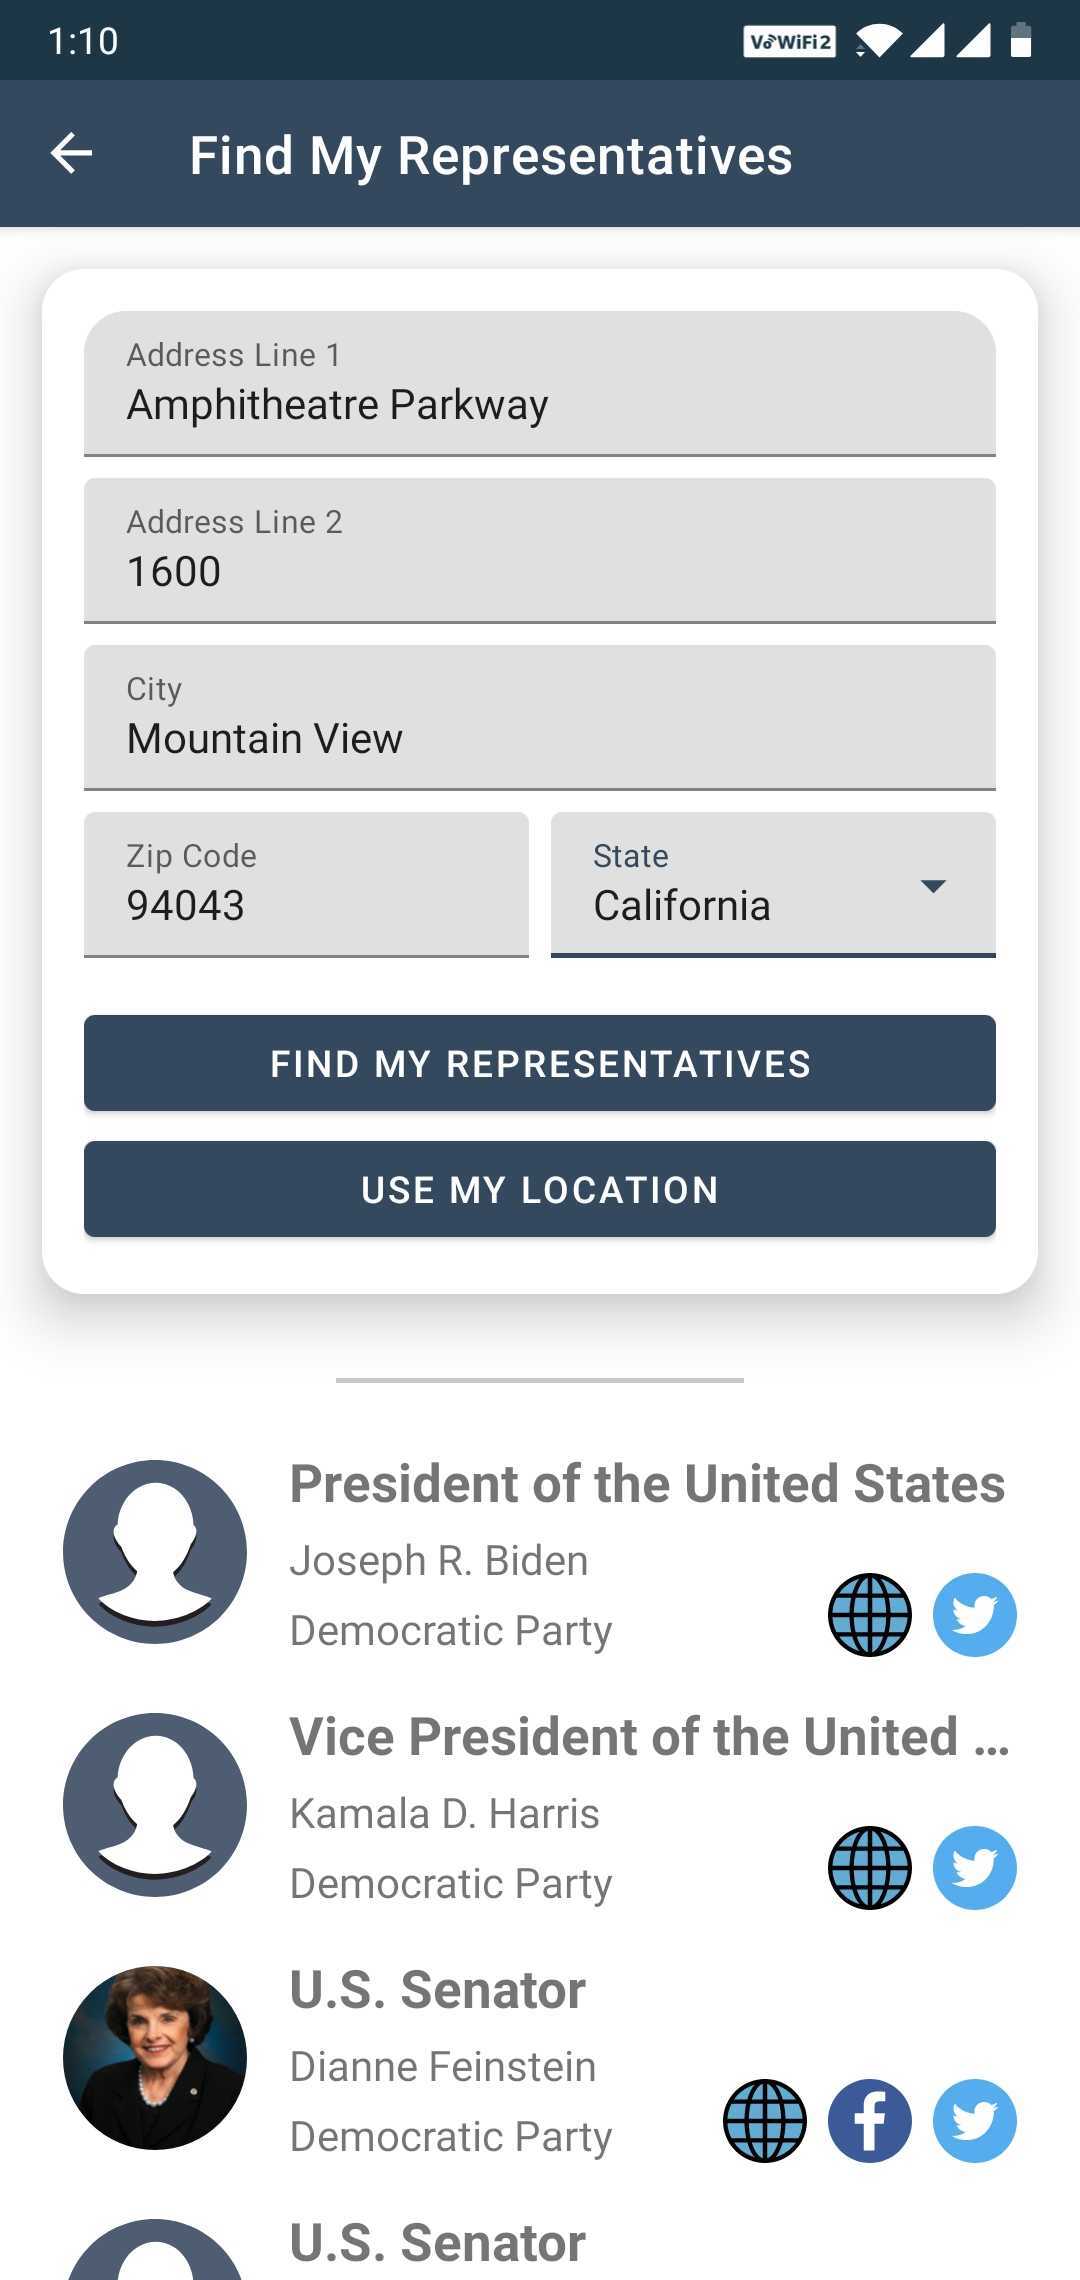 1:10
VoWiFi2
Find My Representatives
Address Line 1
Amphitheatre Parkway
Address Line 2
1600
City
Mountain View
Zip Code
94043
State
California
FIND MY REPRESENTATIVES
USE MY LOCATION
President of the United States
Joseph R. Biden
Democratic Party
Vice President of the United ...
Kamala D. Harris
Democratic Party
U.S. Senator
Dianne Feinstein
Democratic Party
U.S. Senator